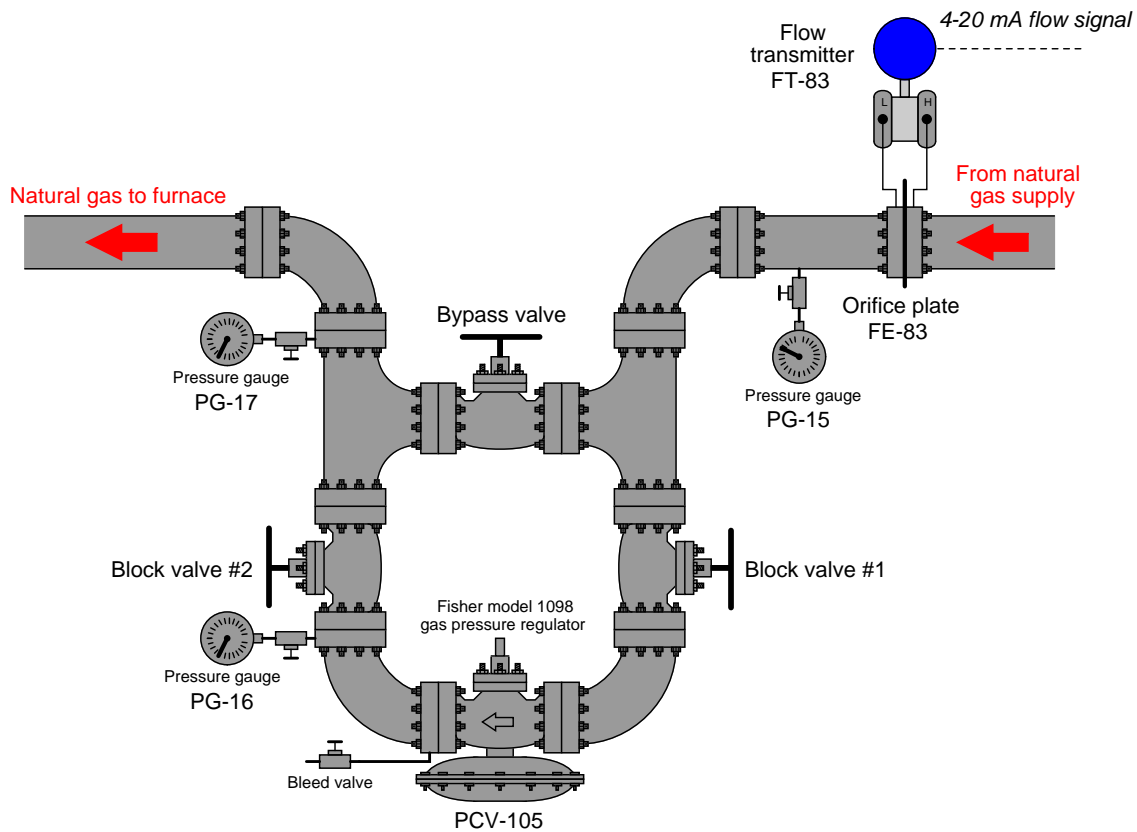 4-20 mA flow signal
Flow
transmitter
FT-83
L
H
Natural gas to furnace
From natural
gas supply
Bypass valve
Orifice plate
FE-83
Pressure gauge
PG-17
Pressure gauge
PG-15
Block valve #2
Block valve #1
Fisher model 1098
gas pressure regulator
Pressure gauge
PG-16
Bleed valve
PCV-105